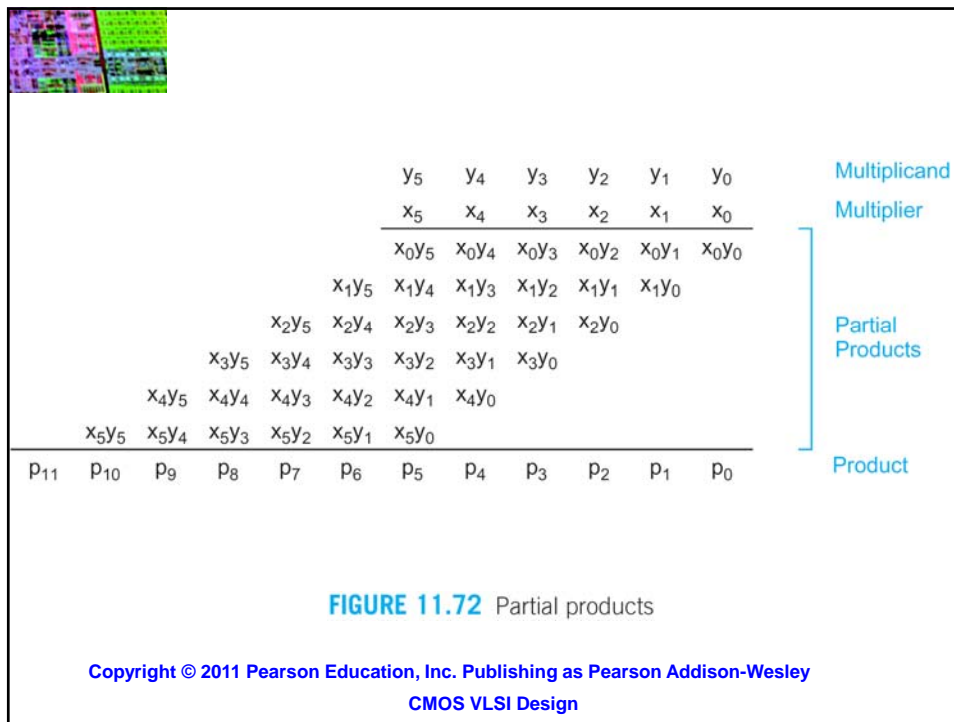 y₅ y₄ y₃ y₂ y₁ y₀ Multiplicand
x₅ x₄ x₃ x₂ x₁ x₀ Multiplier
x₀y₅ x₀y₄ x₀y₃ x₀y₂ x₀y₁ x₀y₀
x₁y₅ x₁y₄ x₁y₃ x₁y₂ x₁y₁ x₁y₀
x₂y₅ x₂y₄ x₂y₃ x₂y₂ x₂y₁ x₂y₀
Partial
Products
x₃y₅ x₃y₄ x₃y₃ x₃y₂ x₃y₁ x₃y₀
x₄y₅ x₄y₄ x₄y₃ x₄y₂ x₄y₁ x₄y₀
x₅y₅ x₅y₄ x₅y₃ x₅y₂ x₅y₁ x₅y₀
p₁₁ p₁₀ p₉ p₈ p₇ p₆ p₅ p₄ p₃ p₂ p₁ p₀ Product
FIGURE 11.72 Partial products
Copyright © 2011 Pearson Education, Inc. Publishing as Pearson Addison-Wesley
CMOS VLSI Design